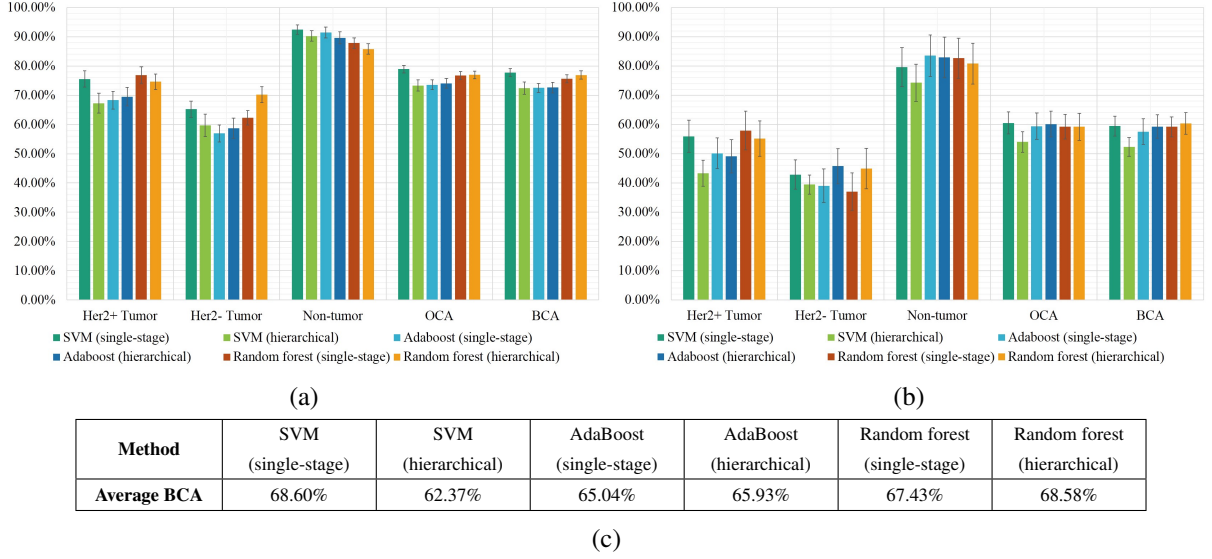 100.00%
90.00%
80.00%
70.00%
60.00%
50.00%
40.00%
30.00%
20.00%
10.00%
0.00%
Her2+ Tumor Her2- Tumor Non-tumor OCA BCA
SVM (single-stage) SVM (hierarchical) Adaboost (single-stage)
Adaboost (hierarchical) Random forest (single-stage) Random forest (hierarchical)
(a)
100.00%
90.00%
80.00%
70.00%
60.00%
50.00%
40.00%
30.00%
20.00%
10.00%
0.00%
Her2+ Tumor Her2- Tumor Non-tumor OCA BCA
SVM (single-stage) SVM (hierarchical) Adaboost (single-stage)
Adaboost (hierarchical) Random forest (single-stage) Random forest (hierarchical)
(b)
Method SVM (single-stage) SVM (hierarchical) AdaBoost (single-stage) AdaBoost (hierarchical) Random forest (single-stage) Random forest (hierarchical)
Average BCA 68.60% 62.37% 65.04% 65.93% 67.43% 68.58%
(c)